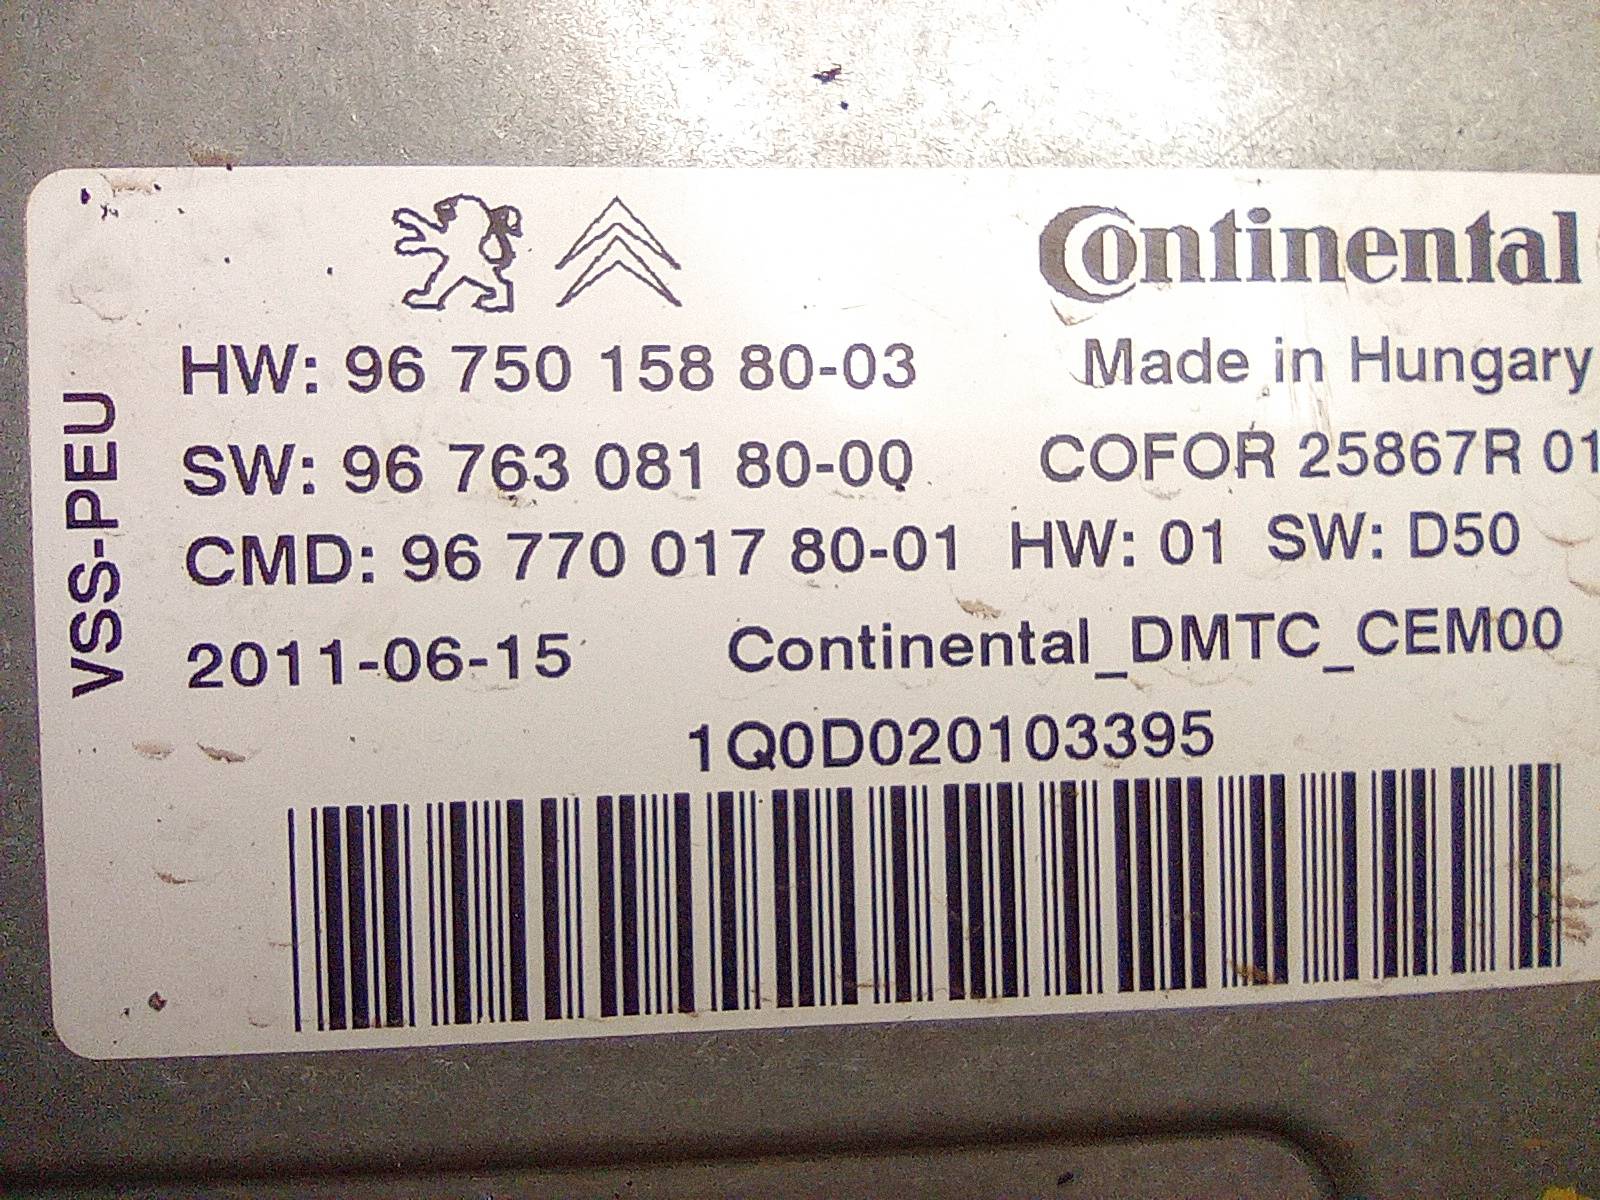 Continental
HW: 96 750 158 80-03 Made in Hungary
SW: 96 763 081 80-00 COFOR 25867R 01
CMD: 96 770 017 80-01 HW: 01 SW: D50
2011-06-15 Continental_DMTC_CEM00
1Q0D020103395
VSS-PEU